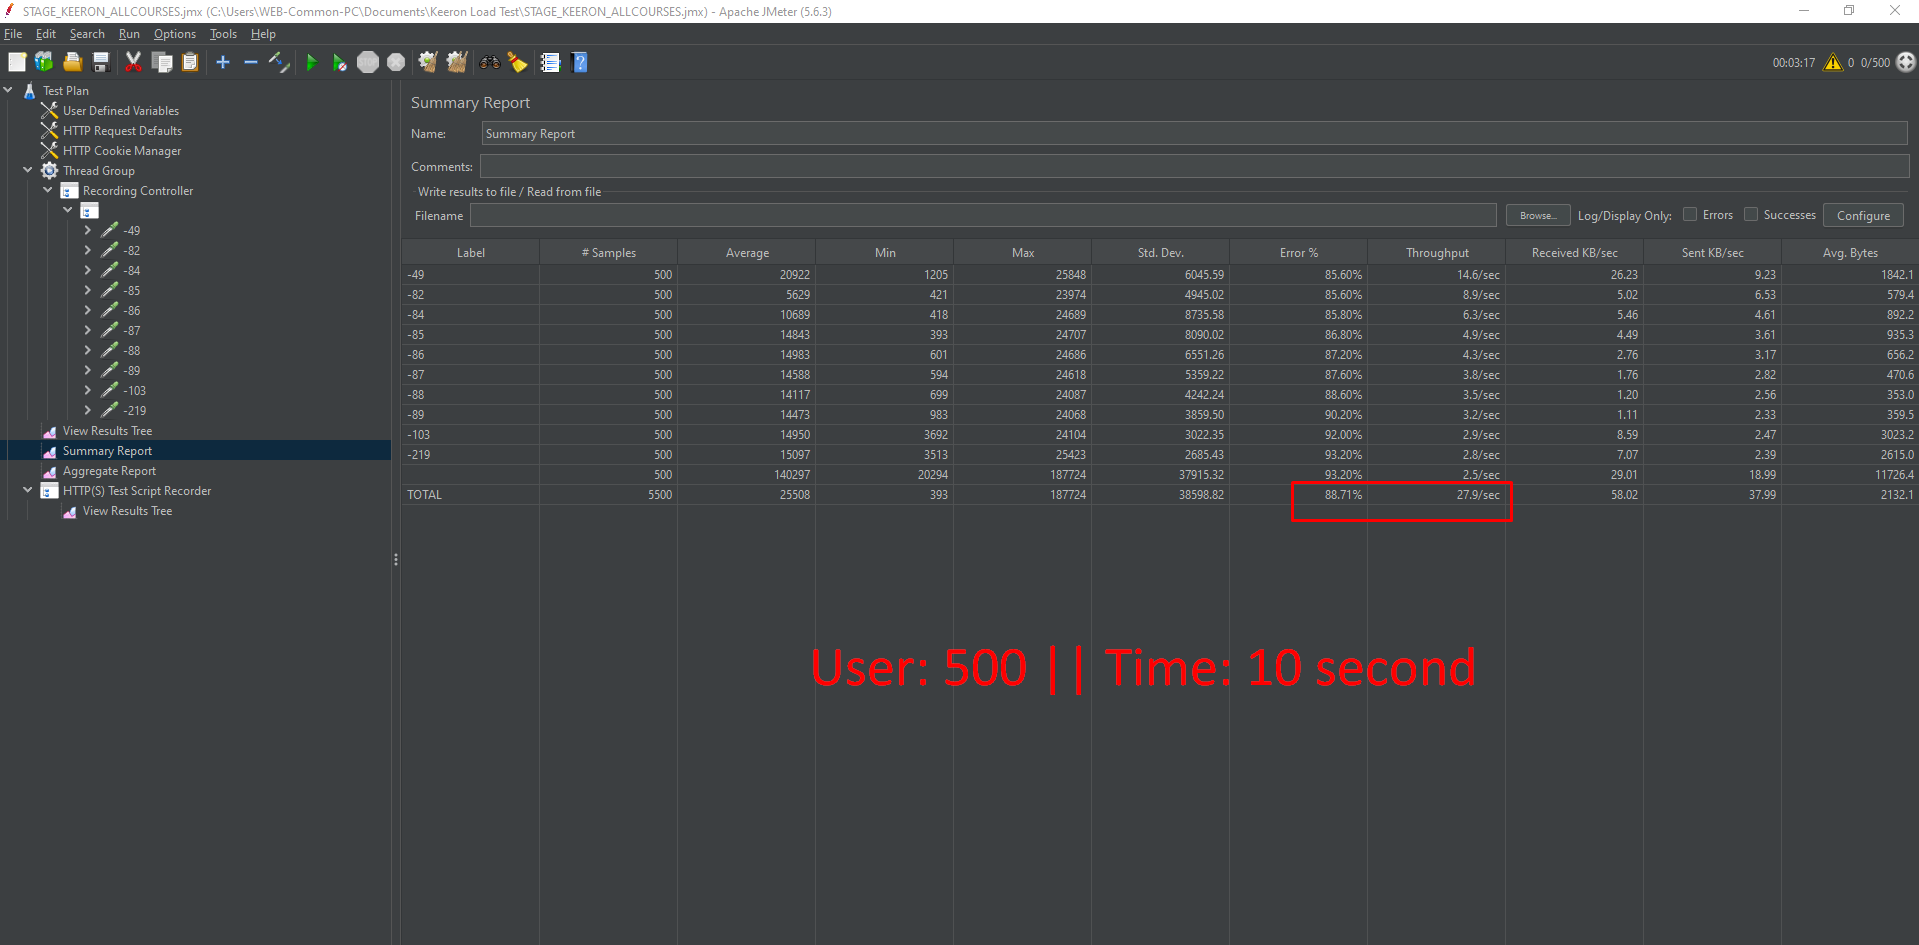 STAGE_KEERON_ALLCOURSES.jmx (C:\Users\WEB-Common-PC\Documents\Keeron Load Test\STAGE_KEERON_ALLCOURSES.jmx) - Apache JMeter (5.6.3)
File Edit Search Run Options Tools Help
00:03:17 0 0/500
Test Plan
User Defined Variables
HTTP Request Defaults
HTTP Cookie Manager
Thread Group
Recording Controller
-49
-82
-84
-85
-86
-87
-88
-89
-103
-219
View Results Tree
Summary Report
Aggregate Report
HTTP(S) Test Script Recorder
View Results Tree
Summary Report
Name: Summary Report
Comments:
Write results to file / Read from file
Filename Browse... Log/Display Only: Errors Successes Configure
Label # Samples Average Min Max Std. Dev. Error % Throughput Received KB/sec Sent KB/sec Avg. Bytes
-49 500 20922 1205 25848 6045.59 85.60% 14.6/sec 26.23 9.23 1842.1
-82 500 5629 421 23974 4945.02 85.60% 8.9/sec 5.02 6.53 579.4
-84 500 10689 418 24689 8735.58 85.80% 6.3/sec 5.46 4.61 892.2
-85 500 14843 393 24707 8090.02 86.80% 4.9/sec 4.49 3.61 935.3
-86 500 14983 601 24686 6551.26 87.20% 4.3/sec 2.76 3.17 656.2
-87 500 14588 594 24618 5359.22 87.60% 3.8/sec 1.76 2.82 470.6
-88 500 14117 699 24087 4242.24 88.60% 3.5/sec 1.20 2.56 353.0
-89 500 14473 983 24068 3859.50 90.20% 3.2/sec 1.11 2.33 359.5
-103 500 14950 3692 24104 3022.35 92.00% 2.9/sec 8.59 2.47 3023.2
-219 500 15097 3513 25423 2685.43 93.20% 2.8/sec 7.07 2.39 2615.0
500 140297 20294 187724 37915.32 93.20% 2.5/sec 29.01 18.99 11726.4
TOTAL 5500 25508 393 187724 38598.82 88.71% 27.9/sec 58.02 37.99 2132.1
User: 500 || Time: 10 second